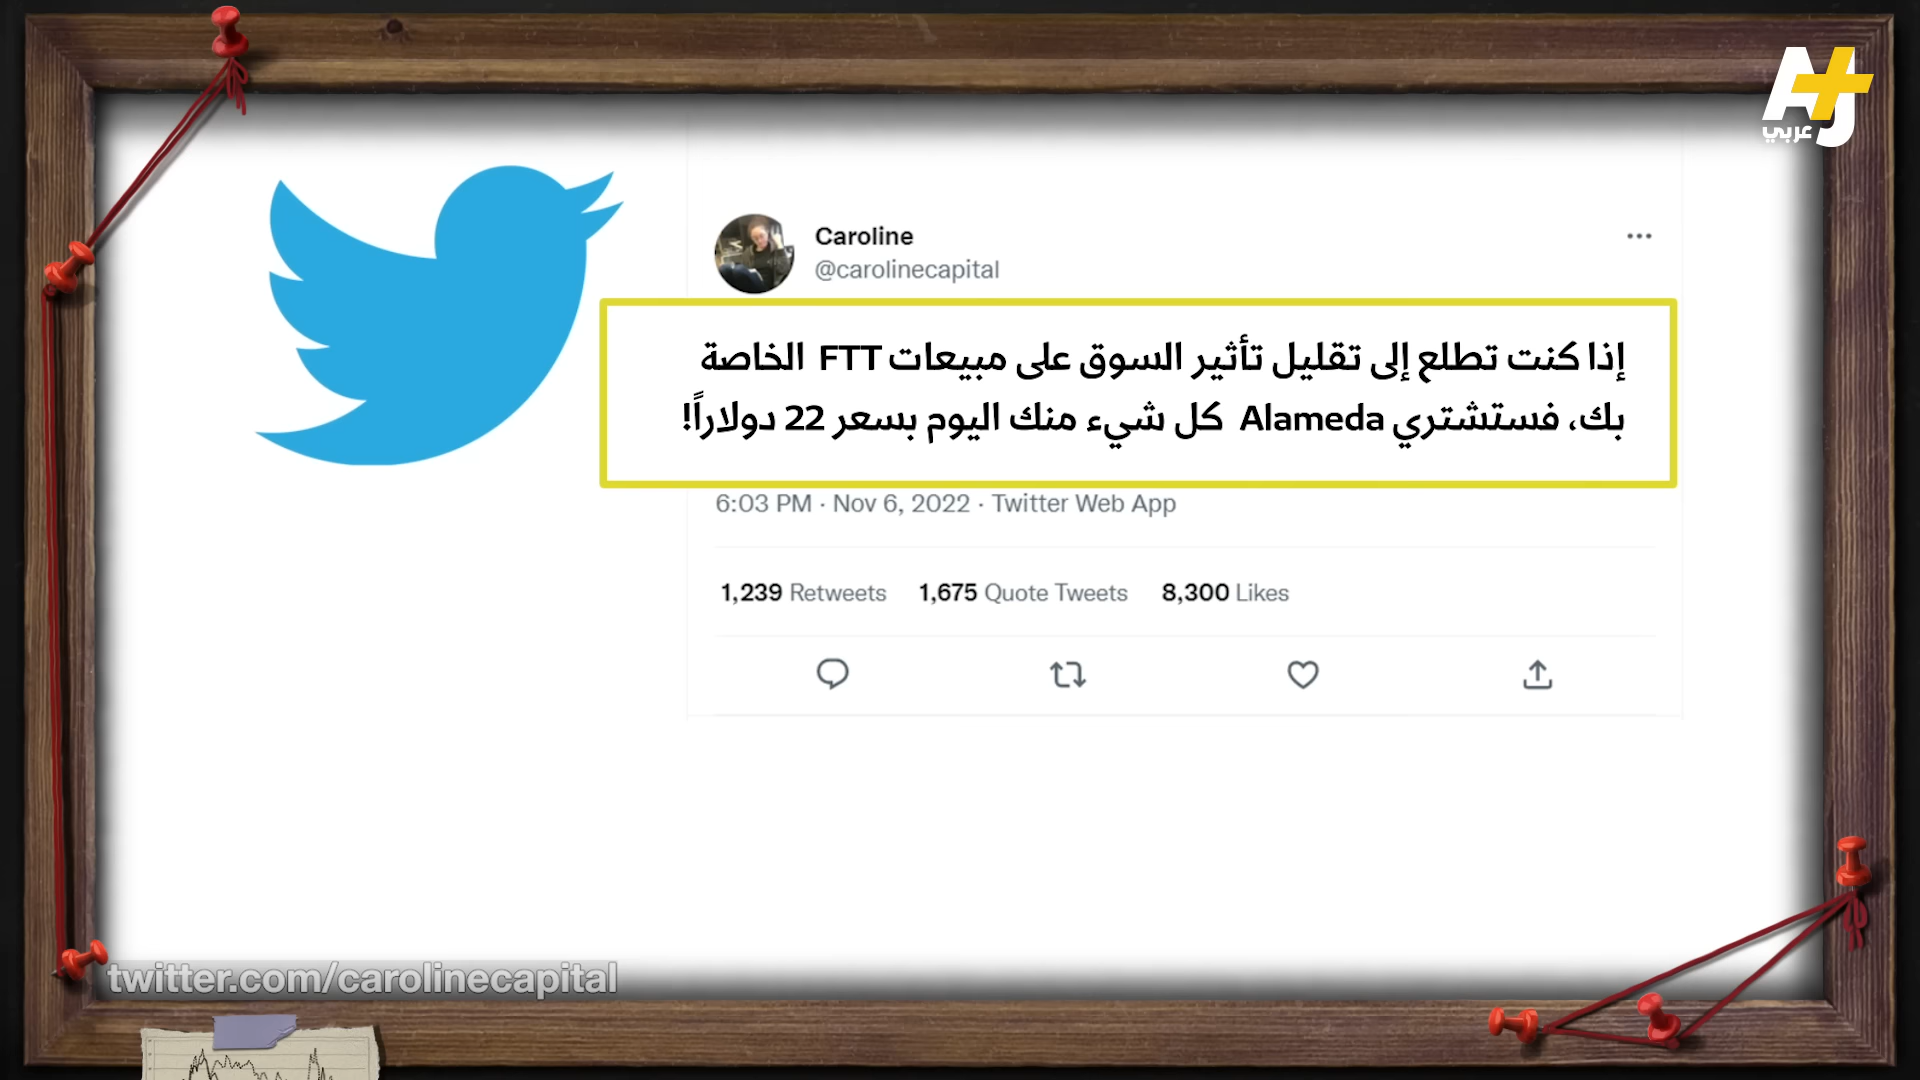 عربي
Caroline
@carolinecapital
إذا كنت تطلع إلى تقليل تأثير السوق على مبيعات FTT الخاصة
بك، فستشتري Alameda كل شيء منك اليوم بسعر 22 دولاراً!
6:03 PM · Nov 6, 2022 · Twitter Web App
1,239 Retweets 1,675 Quote Tweets 8,300 Likes
twitter.com/carolinecapital